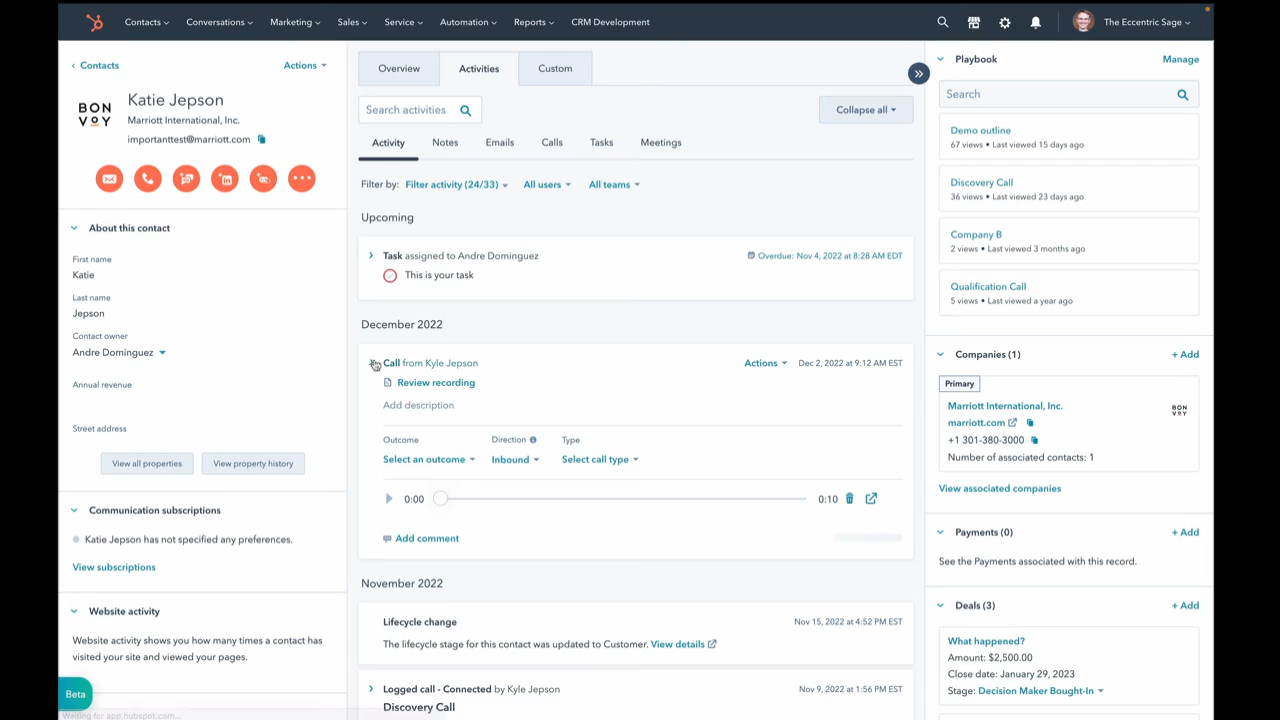 Contacts
Conversations
Marketing
Sales
Service
Automation
Reports
CRM Development
The Eccentric Sage
Contacts
Actions
BON
VOY
Katie Jepson
Marriott International, Inc.
importanttest@marriott.com
About this contact
First name
Katie
Last name
Jepson
Contact owner
Andre Dominguez
Annual revenue
Street address
View all properties
View property history
Communication subscriptions
Katie Jepson has not specified any preferences.
View subscriptions
Website activity
Website activity shows you how many times a contact has
visited your site and viewed your pages.
Beta
Waiting for app.hubspot.com...
Overview
Activities
Custom
Search activities
Collapse all
Activity
Notes
Emails
Calls
Tasks
Meetings
Filter by:
Filter activity (24/33)
All users
All teams
Upcoming
Task assigned to Andre Dominguez
Overdue: Nov 4, 2022 at 8:28 AM EDT
This is your task
December 2022
Call from Kyle Jepson
Actions
Dec 2, 2022 at 9:12 AM EST
Review recording
Add description
Outcome
Direction
Type
Select an outcome
Inbound
Select call type
0:00
0:10
Add comment
November 2022
Lifecycle change
Nov 15, 2022 at 4:52 PM EST
The lifecycle stage for this contact was updated to Customer. View details
Logged call - Connected by Kyle Jepson
Nov 9, 2022 at 1:56 PM EST
Discovery Call
Playbook
Manage
Search
Demo outline
67 views • Last viewed 15 days ago
Discovery Call
36 views • Last viewed 23 days ago
Company B
2 views • Last viewed 3 months ago
Qualification Call
5 views • Last viewed a year ago
Companies (1)
+ Add
Primary
Marriott International, Inc.
marriott.com
+1 301-380-3000
Number of associated contacts: 1
BON
VOY
View associated companies
Payments (0)
+ Add
See the Payments associated with this record.
Deals (3)
+ Add
What happened?
Amount: $2,500.00
Close date: January 29, 2023
Stage: Decision Maker Bought-In